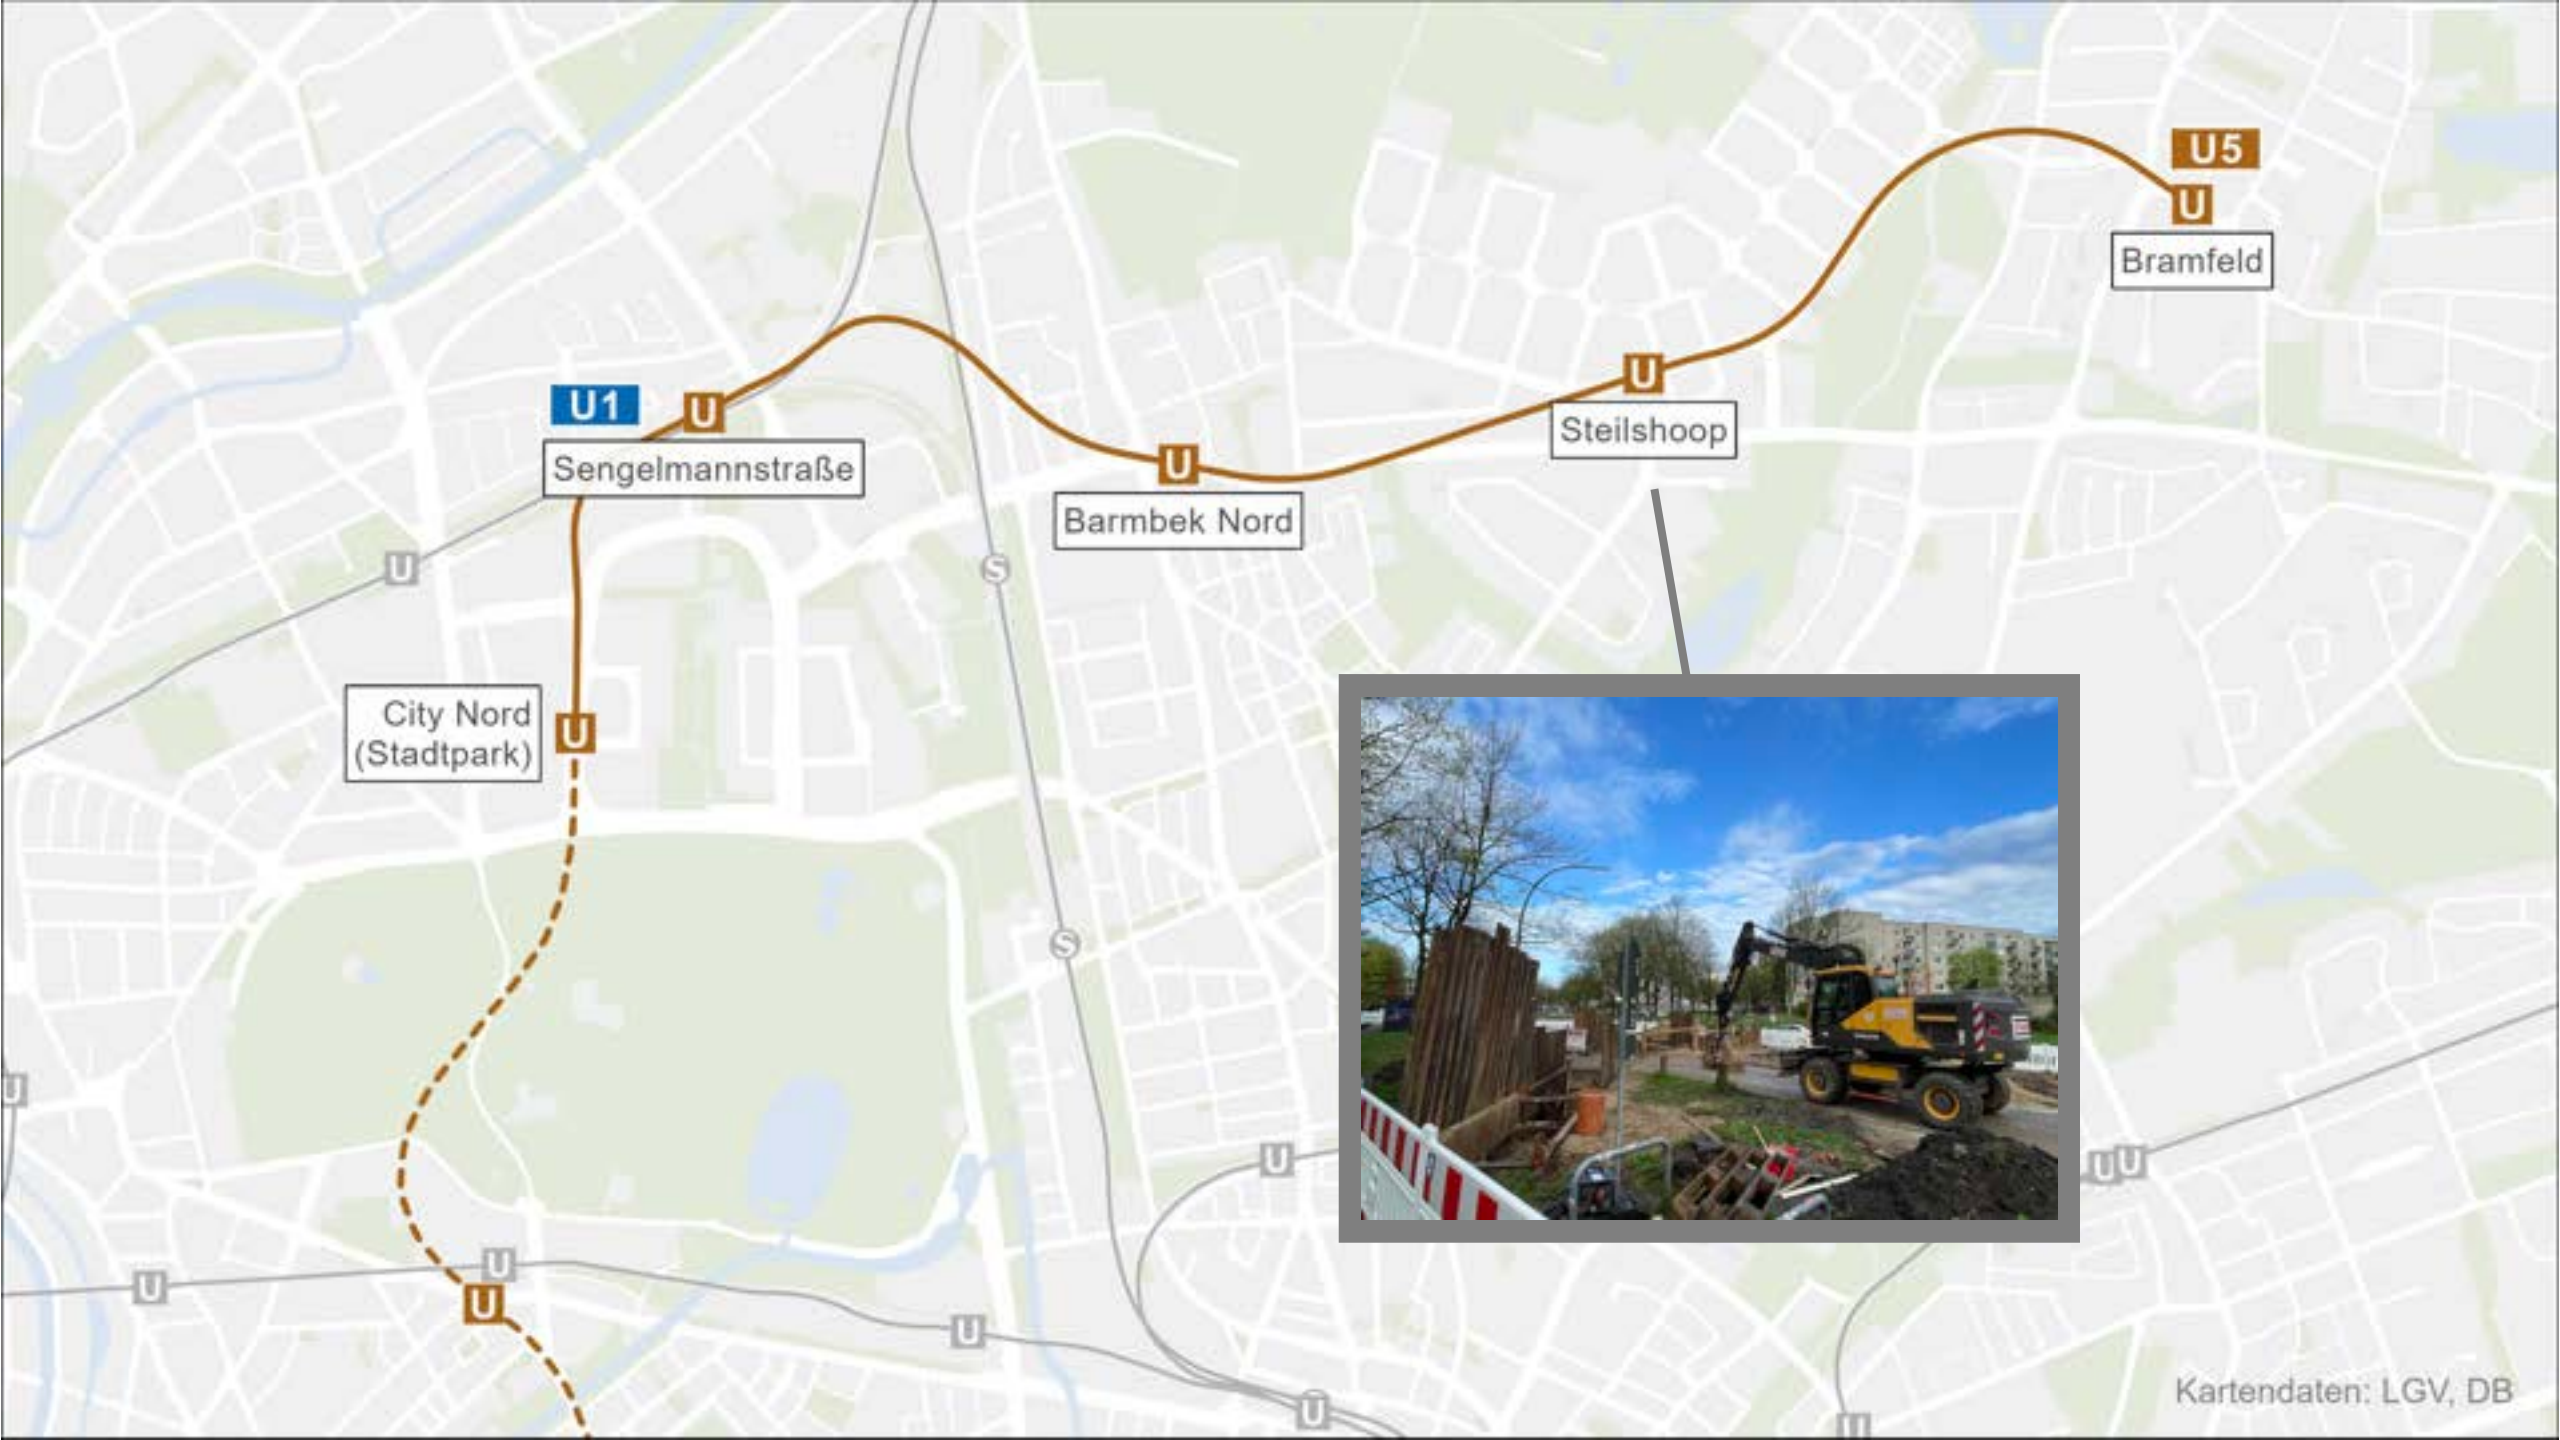 U5
U
Bramfeld
U
Steilshoop
U1
U
Sengelmannstraße
U
Barmbek Nord
U
S
City Nord
(Stadtpark)
U
S
U
U
U U
U
U
U
U
U
U
Kartendaten: LGV, DB